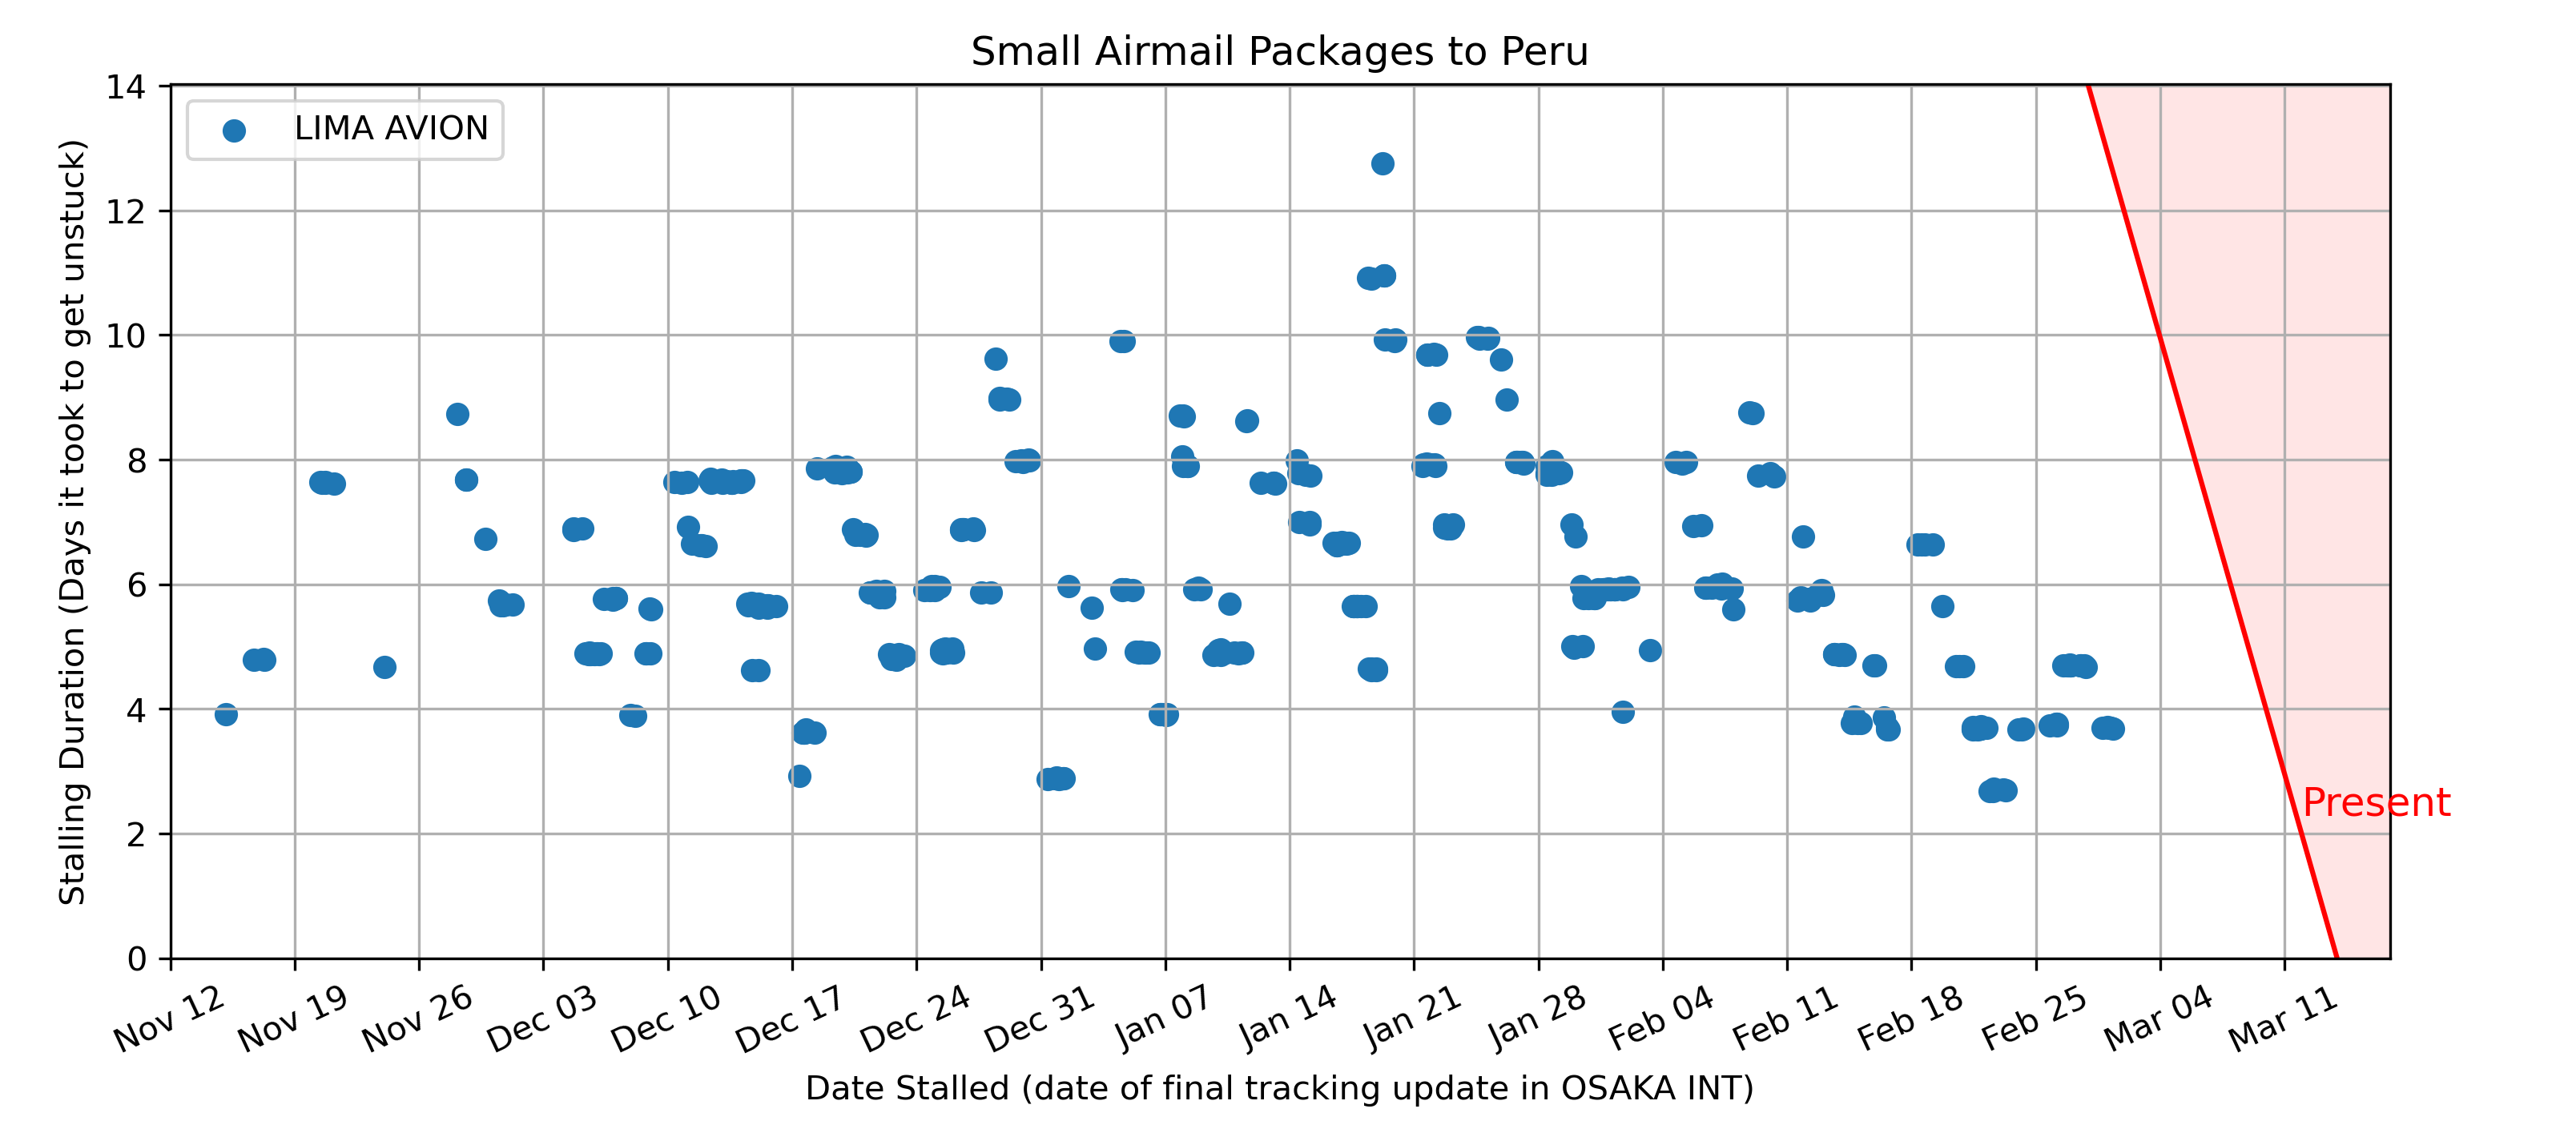 Small Airmail Packages to Peru
LIMA AVION
Stalling Duration (Days it took to get unstuck)
14
12
10
8
6
4
2
0
Present
Nov 12
Nov 19
Nov 26
Dec 03
Dec 10
Dec 17
Dec 24
Dec 31
Jan 07
Jan 14
Jan 21
Jan 28
Feb 04
Feb 11
Feb 18
Feb 25
Mar 04
Mar 11
Date Stalled (date of final tracking update in OSAKA INT)